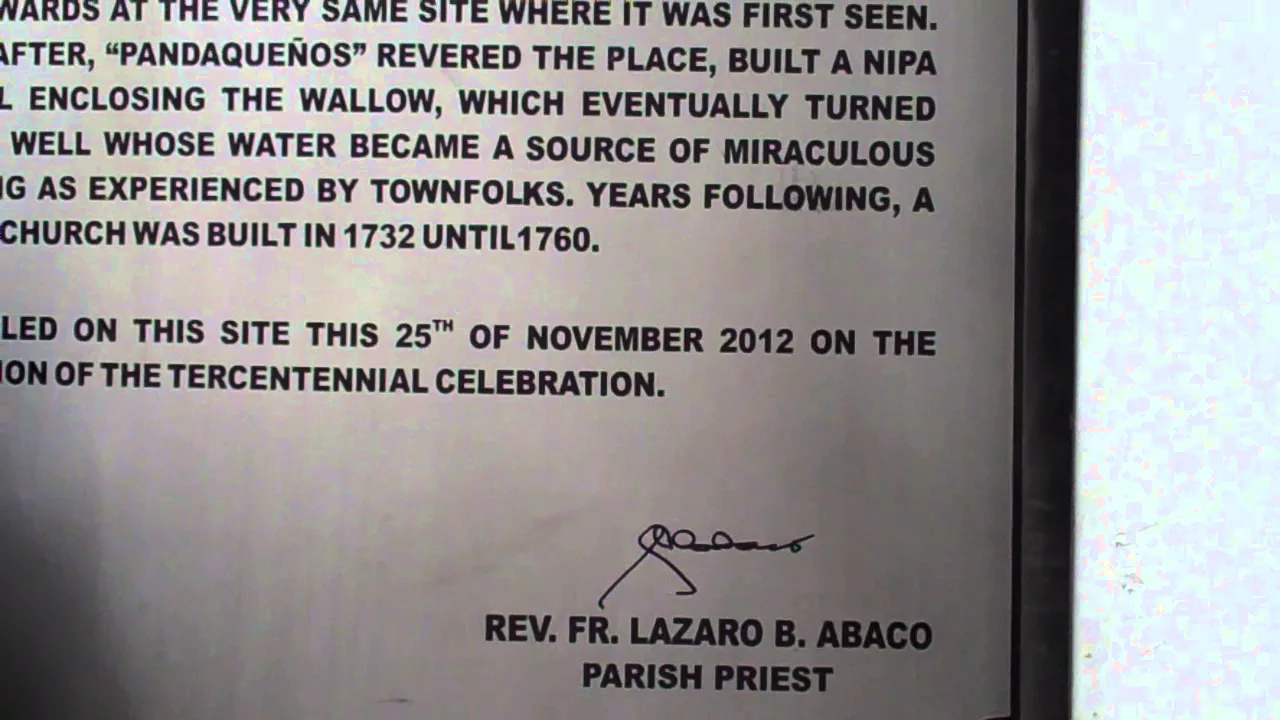 WARDS AT THE VERY SAME SITE WHERE IT WAS FIRST SEEN.
AFTER, “PANDAQUEÑOS” REVERED THE PLACE, BUILT A NIPA
L ENCLOSING THE WALLOW, WHICH EVENTUALLY TURNED
WELL WHOSE WATER BECAME A SOURCE OF MIRACULOUS
G AS EXPERIENCED BY TOWNFOLKS. YEARS FOLLOWING, A
CHURCH WAS BUILT IN 1732 UNTIL1760.
LED ON THIS SITE THIS 25TH OF NOVEMBER 2012 ON THE
ION OF THE TERCENTENNIAL CELEBRATION.
REV. FR. LAZARO B. ABACO
PARISH PRIEST